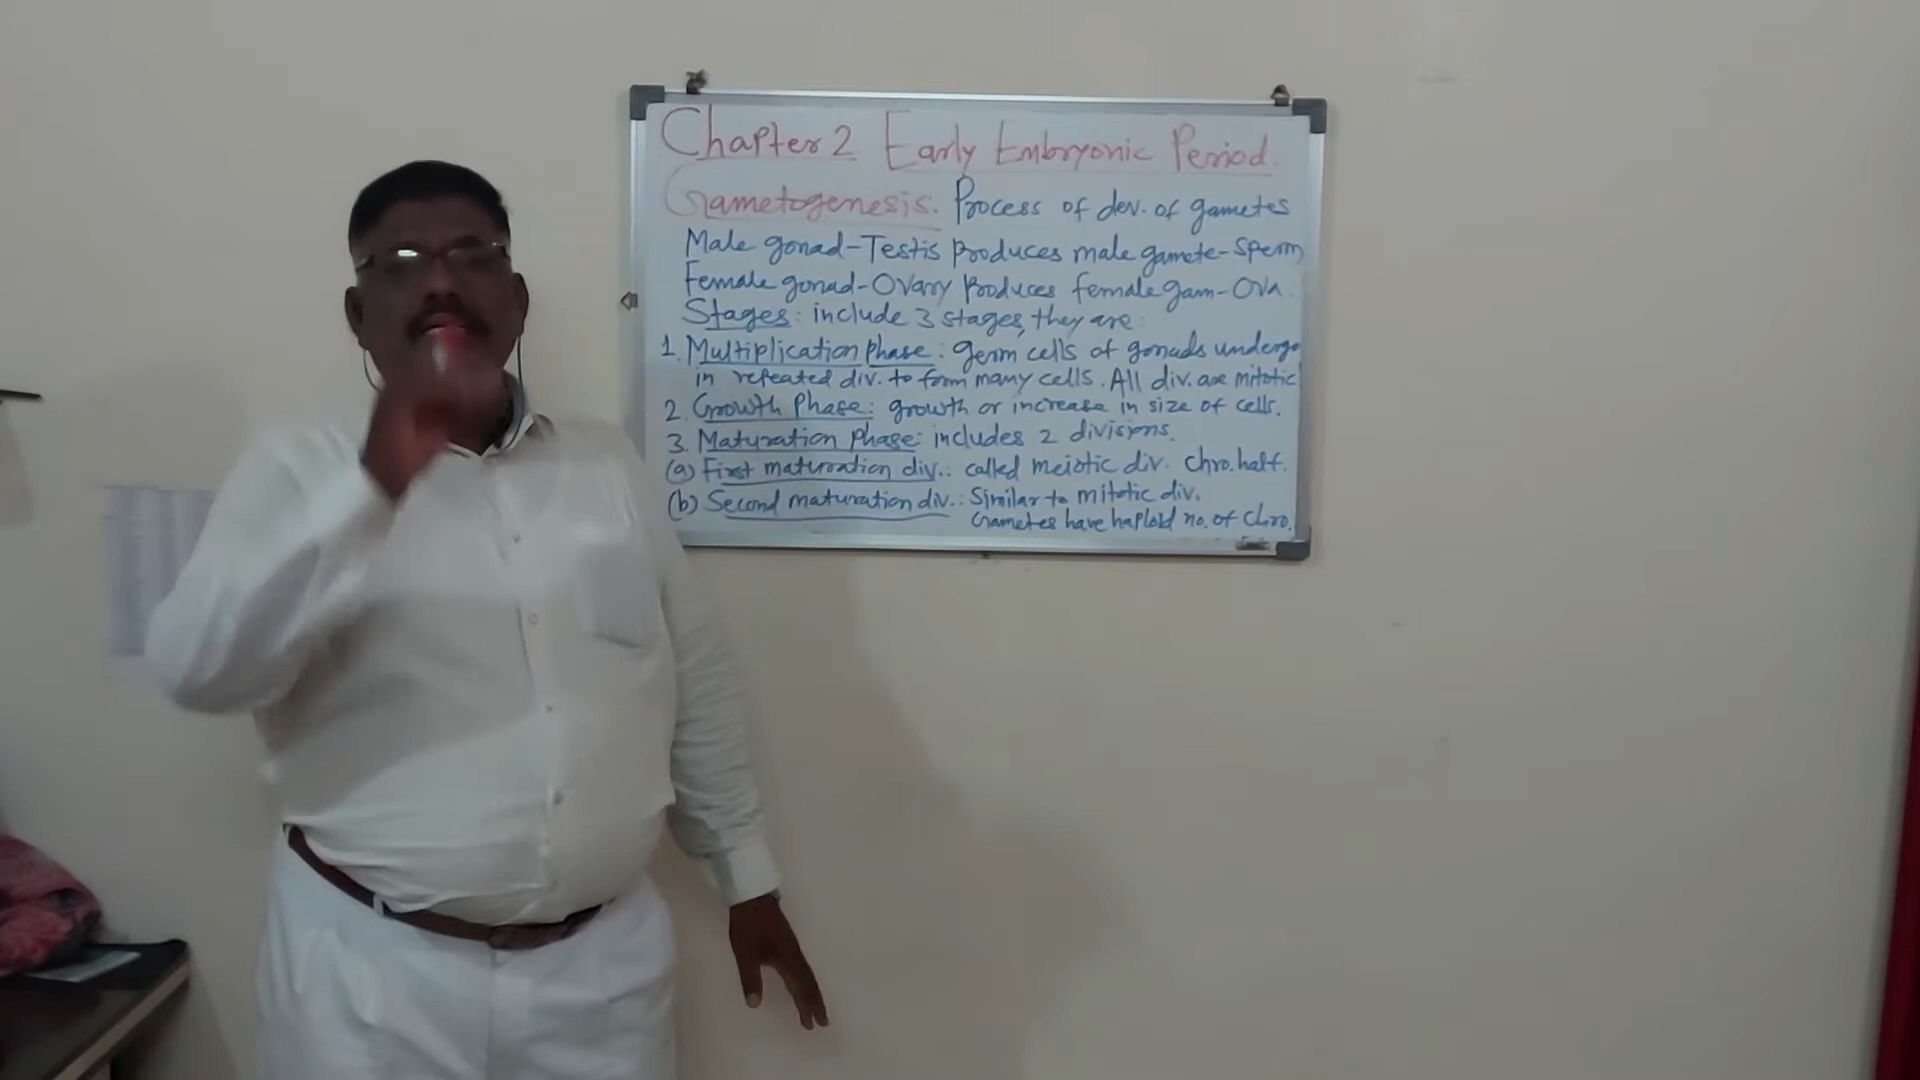 Chapter 2 Early Embryonic Period.
Gametogenesis. Process of dev. of gametes
Male gonad-Testis produces male gamete-sperm
Female gonad-Ovary produces female gam-Ova.
Stages: include 3 stages, they are:
1. Multiplication phase: germ cells of gonads undergo
in repeated div. to form many cells. All div. are mitotic
2. Growth Phase: growth or increase in size of cells.
3. Maturation phase: includes 2 divisions.
(a) First maturation div.: called meiotic div. chro. half.
(b) Second maturation div.: Similar to mitotic div.
Gametes have haploid no. of chro.